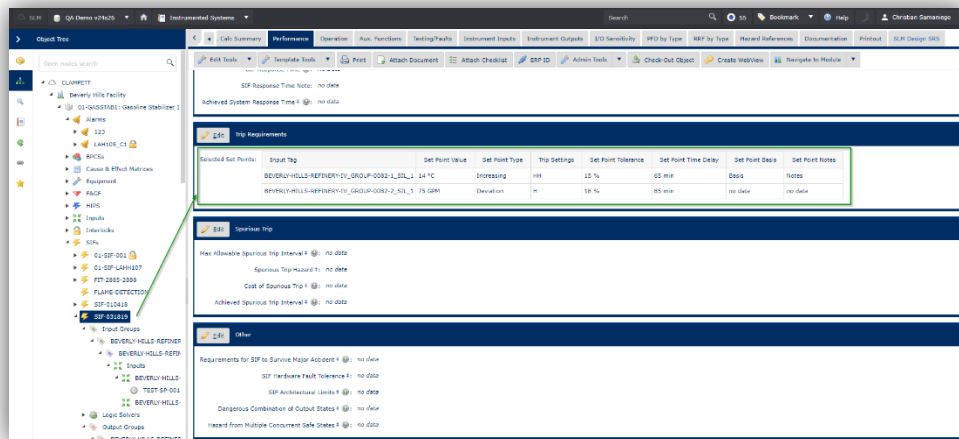 SLM QA Demo v24s26 Instrumented Systems Search 55 Bookmark Help Christian Samaniego
Object Tree
Calc Summary Performance Operation Aux. Functions Testing/Faults Instrument Inputs Instrument Outputs I/O Sensitivity PFD by Type RRF by Type Hazard References Documentation Printout SLM Design SRS
Open nodes search
Edit Tools Template Tools Print Attach Document Attach Checklist ERP ID Admin Tools Check-Out Object Create WebView Navigate to Module
CLAMPETT
Beverly Hills Facility
01-GASSTAB1: Gasoline Stabilizer 1
Alarms
123
LAH105_C1
BPCSs
Cause & Effect Matrices
Equipment
F&GF
HIPS
Inputs
Interlocks
SIFs
01-SIF-001
01-SIF-LAHH107
FIT-2885-2888
FLAME-DETECTION
SIF-010418
SIF-031819
Input Groups
BEVERLY-HILLS-REFINER
BEVERLY-HILLS-REFIN
Inputs
BEVERLY-HILLS-
TEST-SP-001
BEVERLY-HILLS-
Logic Solvers
Output Groups
SIF Response Time Note: no data
Achieved System Response Time : no data
Edit Trip Requirements
Selected Set Points: Input Tag Set Point Value Set Point Type Trip Settings Set Point Tolerance Set Point Time Delay Set Point Basis Set Point Notes
BEVERLY-HILLS-REFINERY-IV_GROUP-0082-1_SIL_1 14 °C Increasing HH 15 % 65 min Basis Notes
BEVERLY-HILLS-REFINERY-IV_GROUP-0082-2_SIL_1 75 GPM Deviation H 18 % 85 min no data no data
Edit Spurious Trip
Max Allowable Spurious Trip Interval : no data
Spurious Trip Hazard : no data
Cost of Spurious Trip : no data
Achieved Spurious Trip Interval : no data
Edit Other
Requirements for SIF to Survive Major Accident : no data
SIF Hardware Fault Tolerance : no data
SIF Architectural Limits : no data
Dangerous Combination of Output States : no data
Hazard from Multiple Concurrent Safe States : no data